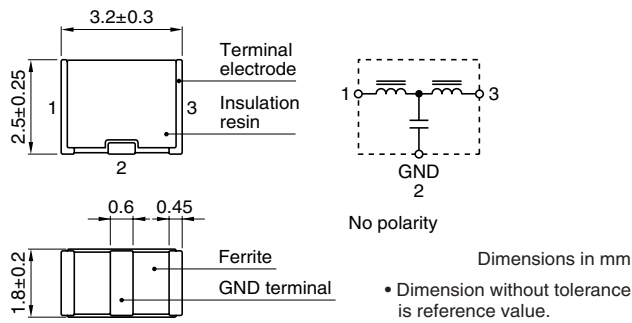 3.2±0.3
2.5±0.25
1
3
2
Terminal
electrode
Insulation
resin
1
3
GND
2
No polarity
0.6
0.45
1.8±0.2
Ferrite
GND terminal
Dimensions in mm
• Dimension without tolerance
is reference value.